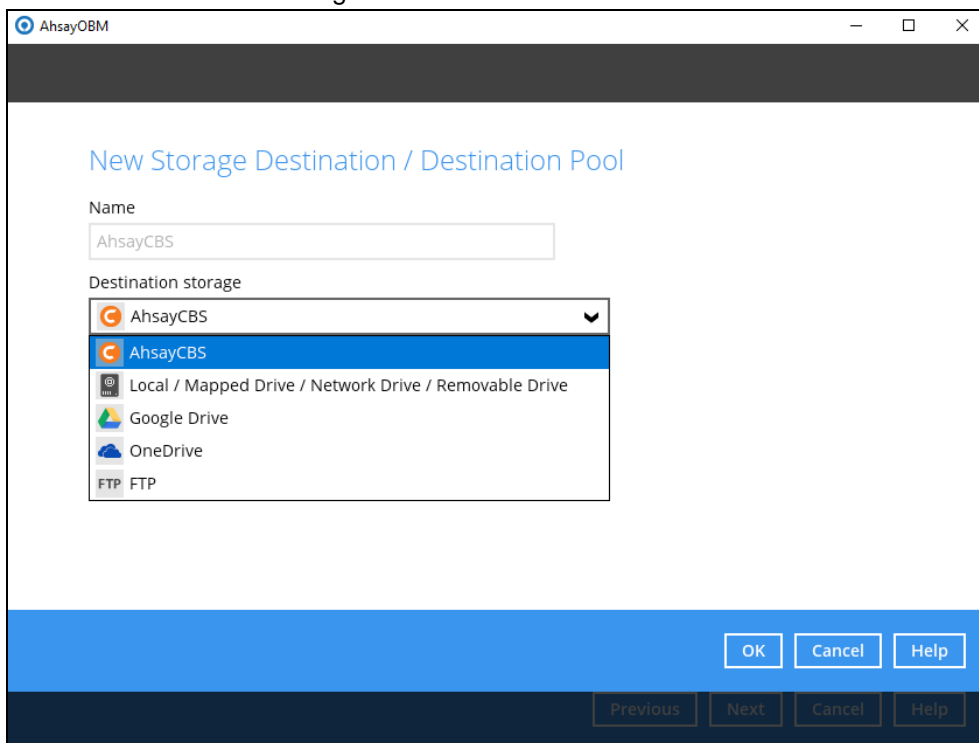 AhsayOBM
New Storage Destination / Destination Pool
Name
AhsayCBS
Destination storage
AhsayCBS
AhsayCBS
Local / Mapped Drive / Network Drive / Removable Drive
Google Drive
OneDrive
FTP FTP
OK Cancel Help
Previous Next Cancel Help